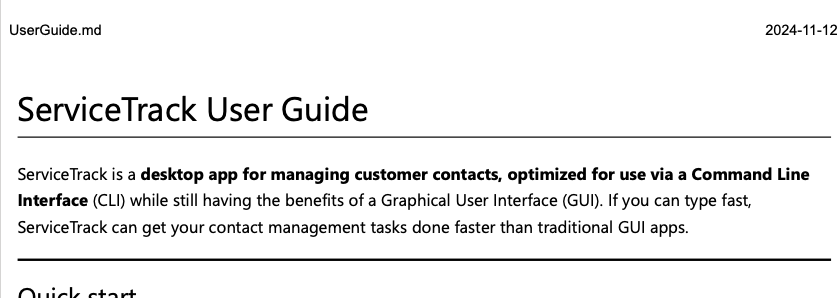 UserGuide.md 2024-11-12
ServiceTrack User Guide
ServiceTrack is a desktop app for managing customer contacts, optimized for use via a Command Line
Interface (CLI) while still having the benefits of a Graphical User Interface (GUI). If you can type fast,
ServiceTrack can get your contact management tasks done faster than traditional GUI apps.
Quick start